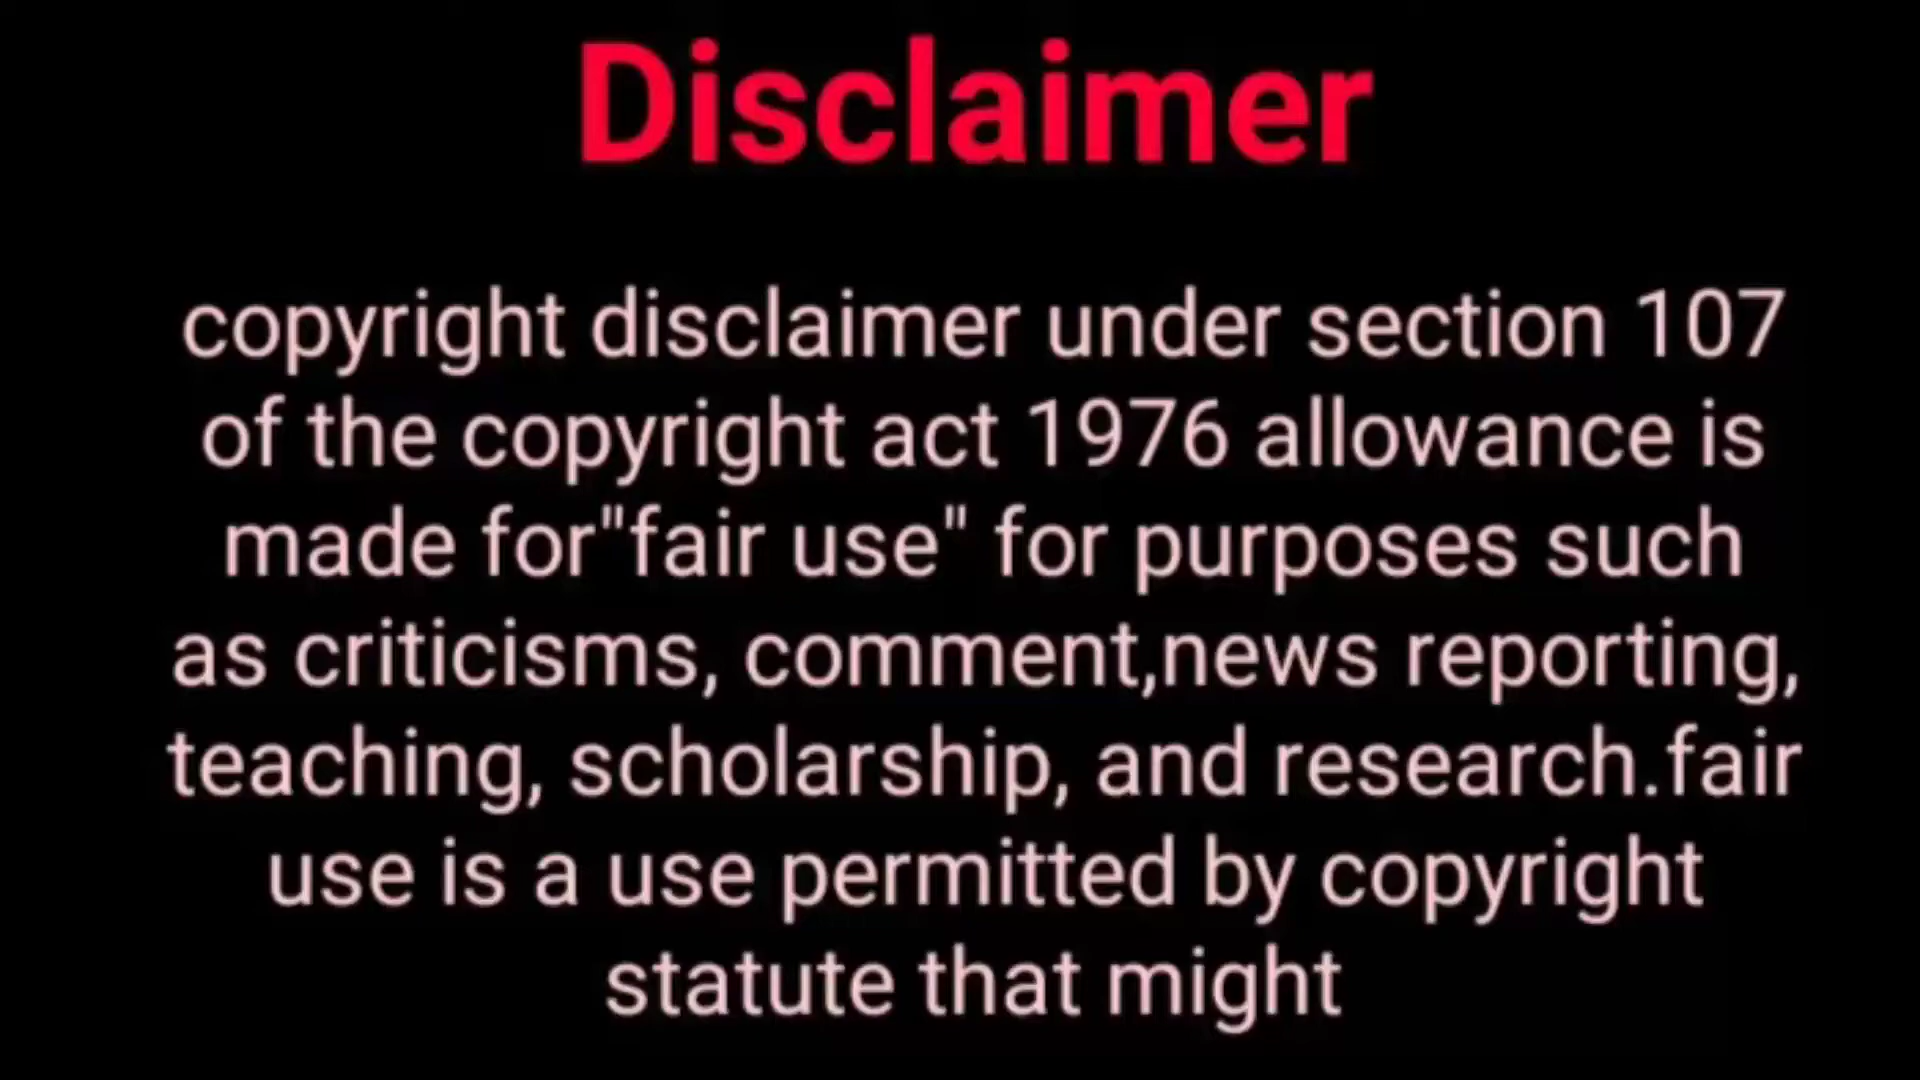 Disclaimer
copyright disclaimer under section 107
of the copyright act 1976 allowance is
made for"fair use" for purposes such
as criticisms, comment,news reporting,
teaching, scholarship, and research.fair
use is a use permitted by copyright
statute that might